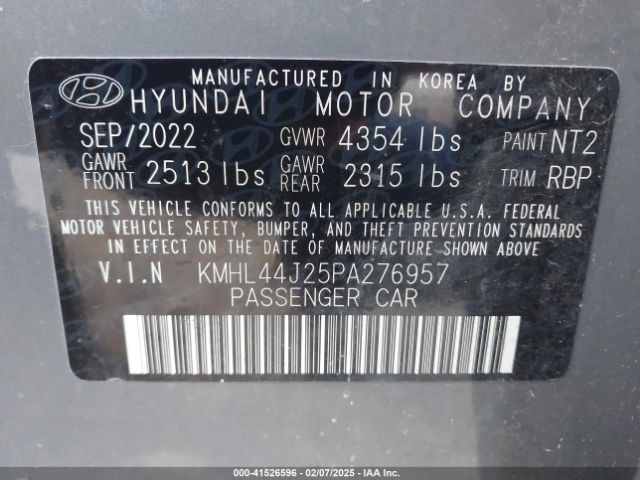 MANUFACTURED IN KOREA BY
HYUNDAI MOTOR COMPANY
SEP/2022 GVWR 4354 lbs PAINT NT2
GAWR FRONT 2513 lbs GAWR REAR 2315 lbs TRIM RBP
THIS VEHICLE CONFORMS TO ALL APPLICABLE U.S.A. FEDERAL
MOTOR VEHICLE SAFETY, BUMPER, AND THEFT PREVENTION STANDARDS
IN EFFECT ON THE DATE OF MANUFACTURE SHOWN ABOVE.
V.I.N KMHL44J25PA276957
PASSENGER CAR
000-41526596 - 02/07/2025 - IAAI.COM